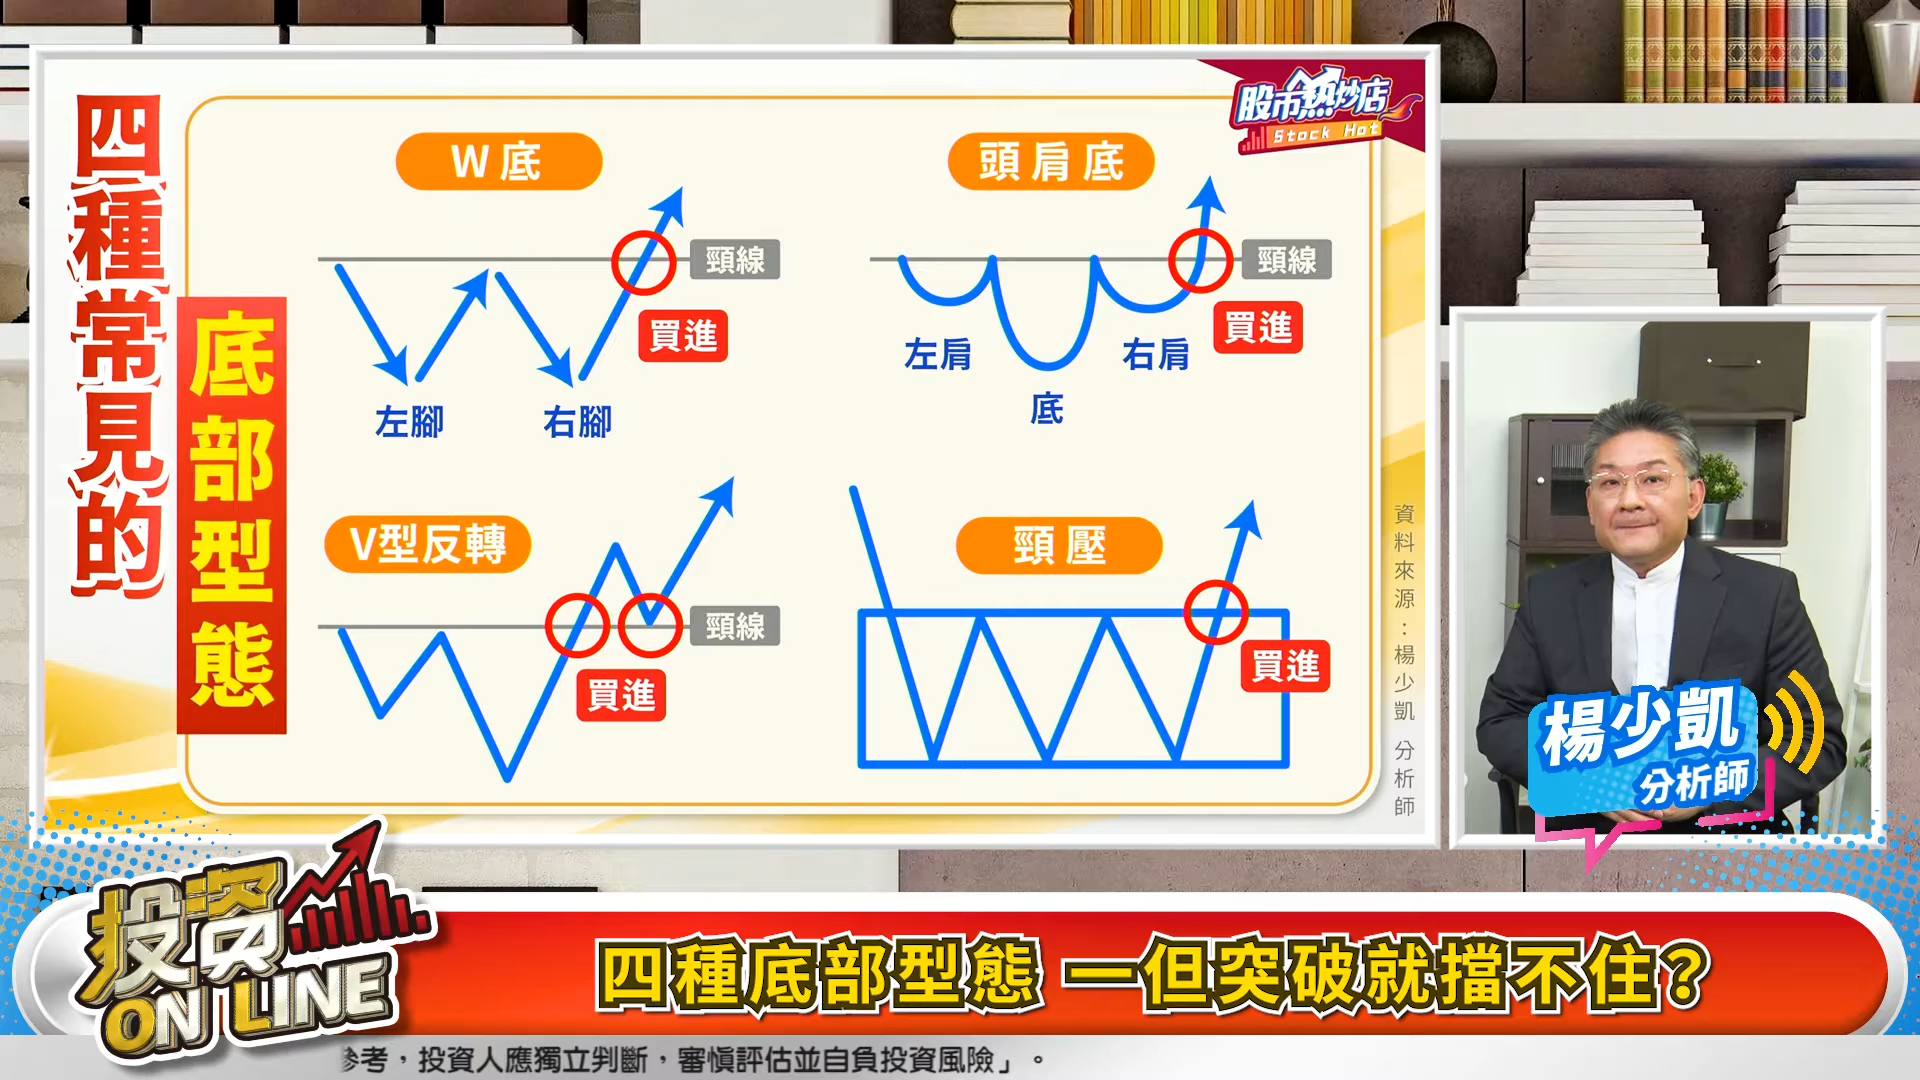 四種常見的
底部型態
股市熱炒店
Stock Hot
W底
頸線
買進
左腳
右腳
頭肩底
頸線
買進
左肩
右肩
底
V型反轉
頸線
買進
頸壓
買進
資料來源:楊少凱 分析師
楊少凱
分析師
投資
ON LINE
四種底部型態 一但突破就擋不住?
參考,投資人應獨立判斷,審慎評估並自負投資風險」。